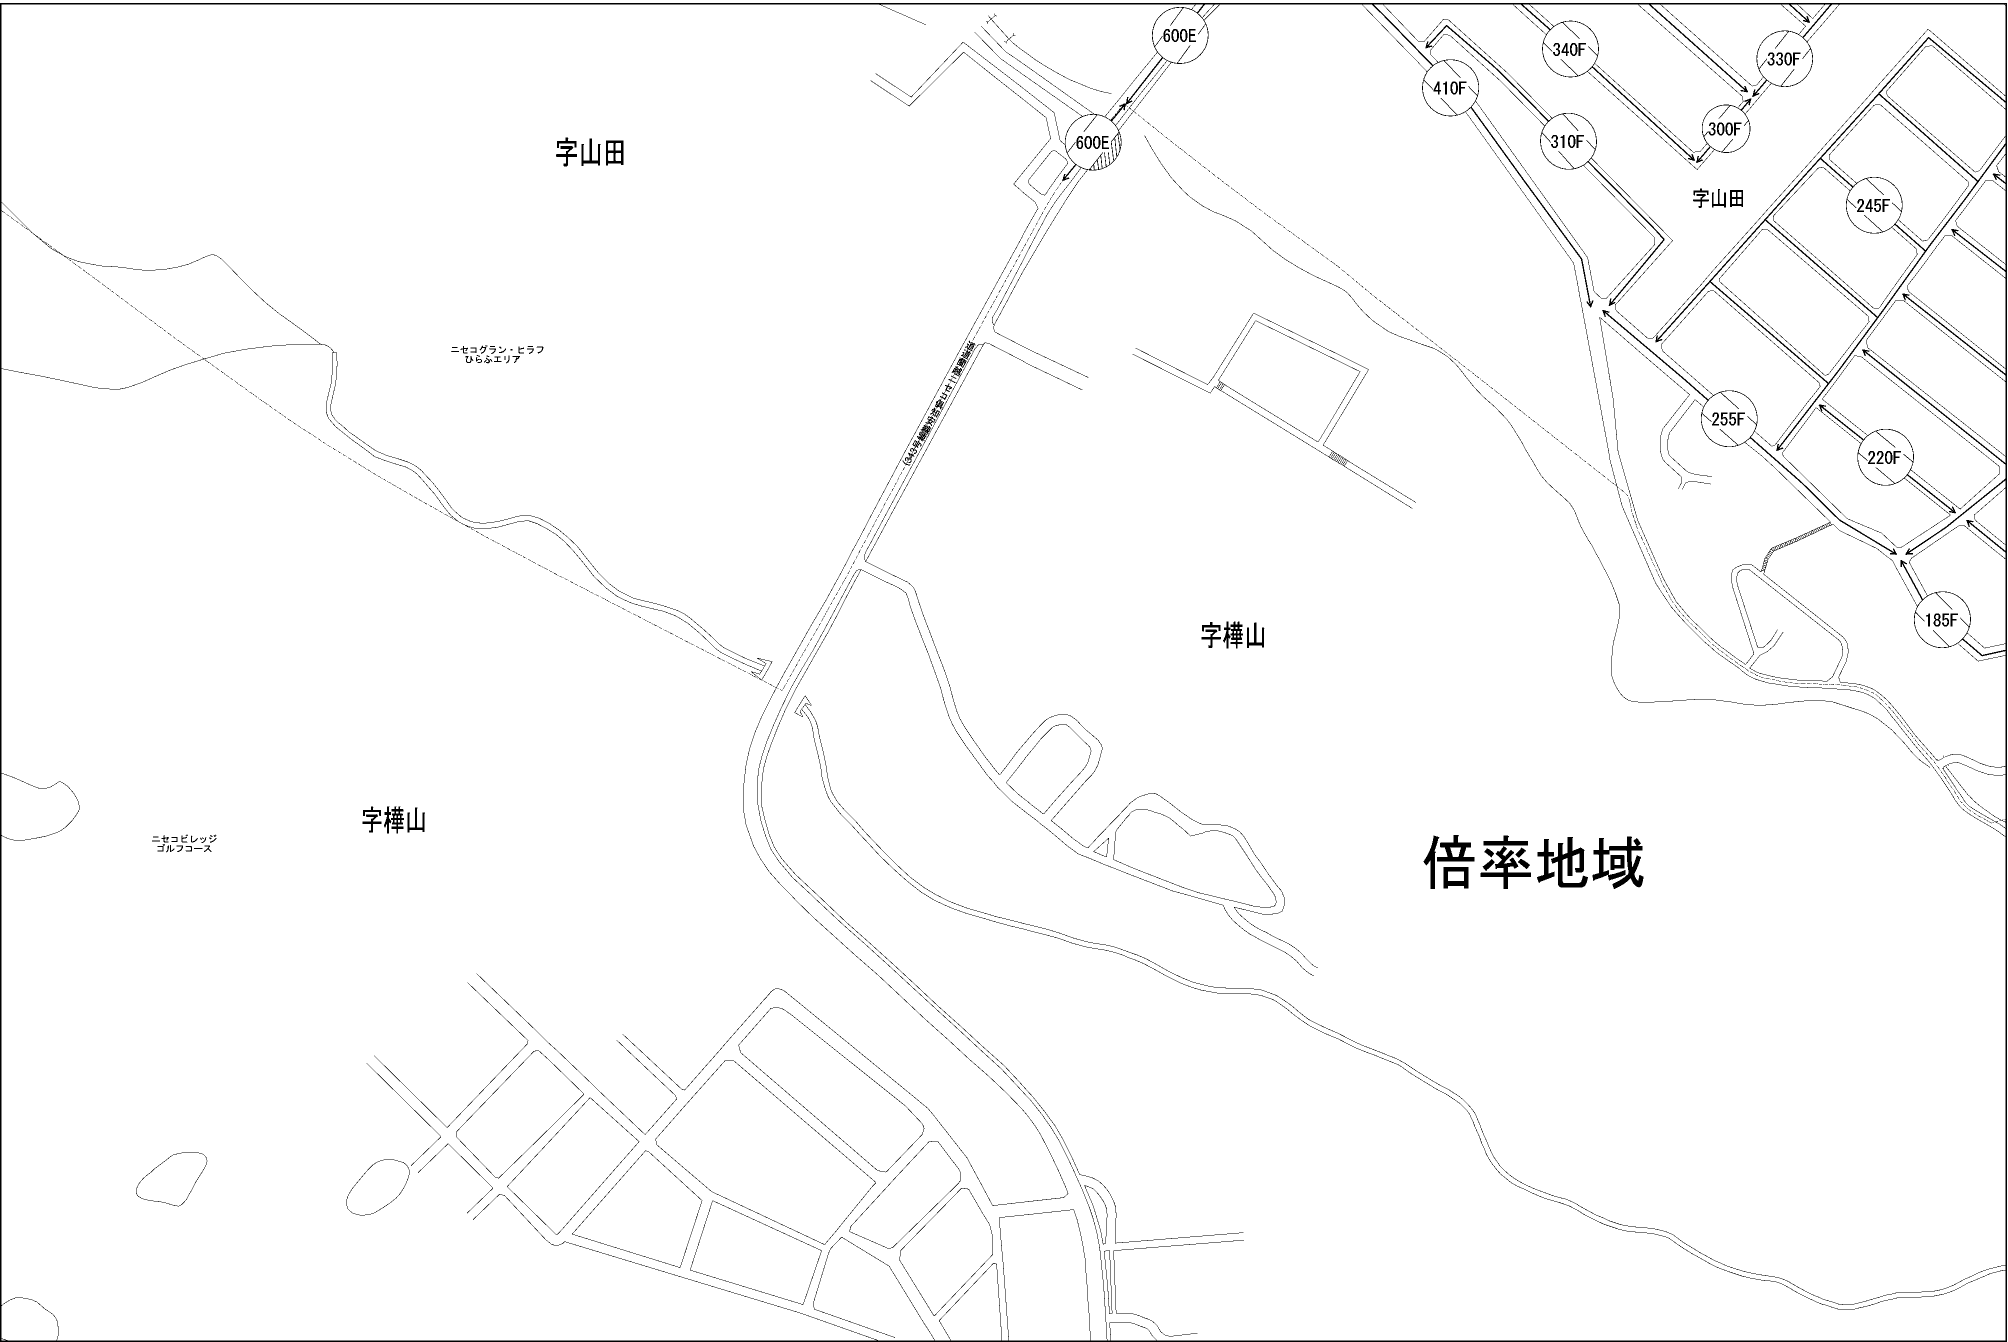 600E
340F
330F
410F
300F
310F
600E
字山田
字山田
245F
ニセコグラン・ヒラフ
ひらふエリア
255F
220F
185F
字樺山
字樺山
ニセコビレッジ
ゴルフコース
倍率地域